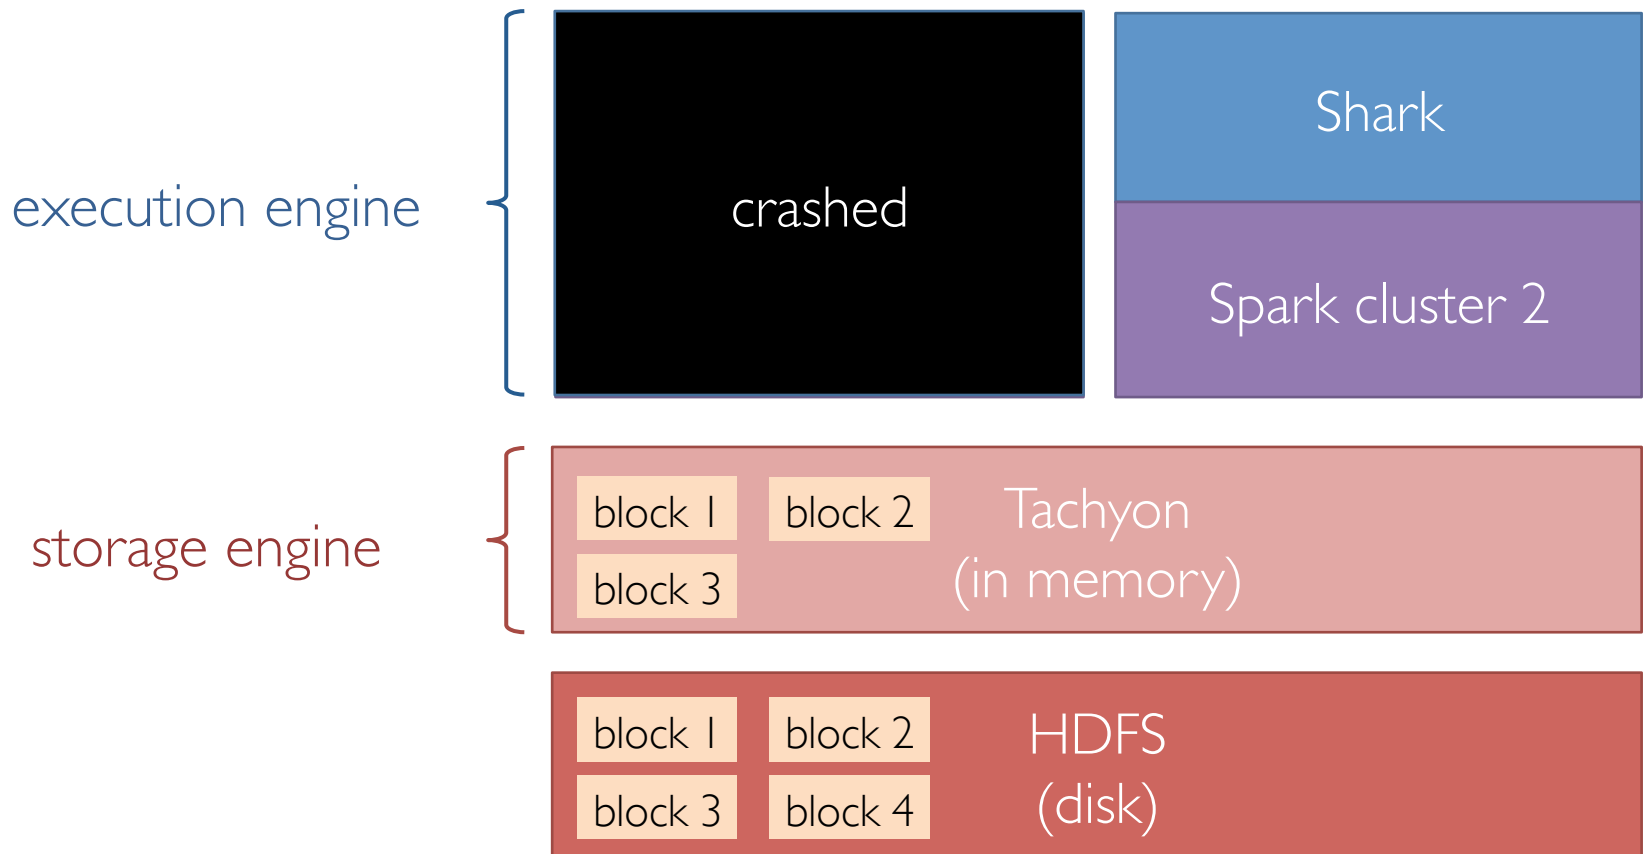 execution engine
crashed
Shark
Spark cluster 2
storage engine
block 1
block 2
block 3
Tachyon
(in memory)
block 1
block 2
block 3
block 4
HDFS
(disk)